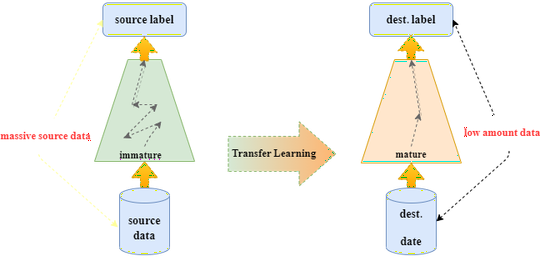 source label
dest. label
massive source data
low amount data
immature
Transfer Learning
mature
source
data
dest.
date